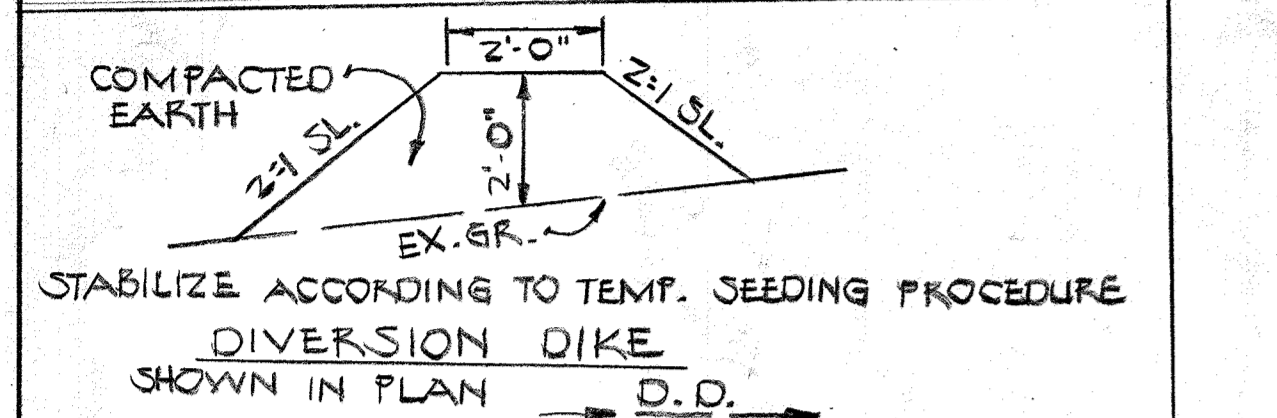 2'-0"
COMPACTED
EARTH
2:1 SL.
2'-0"
2:1 SL.
EX. GR.
STABILIZE ACCORDING TO TEMP. SEEDING PROCEDURE
DIVERSION DIKE
SHOWN IN PLAN D.D.